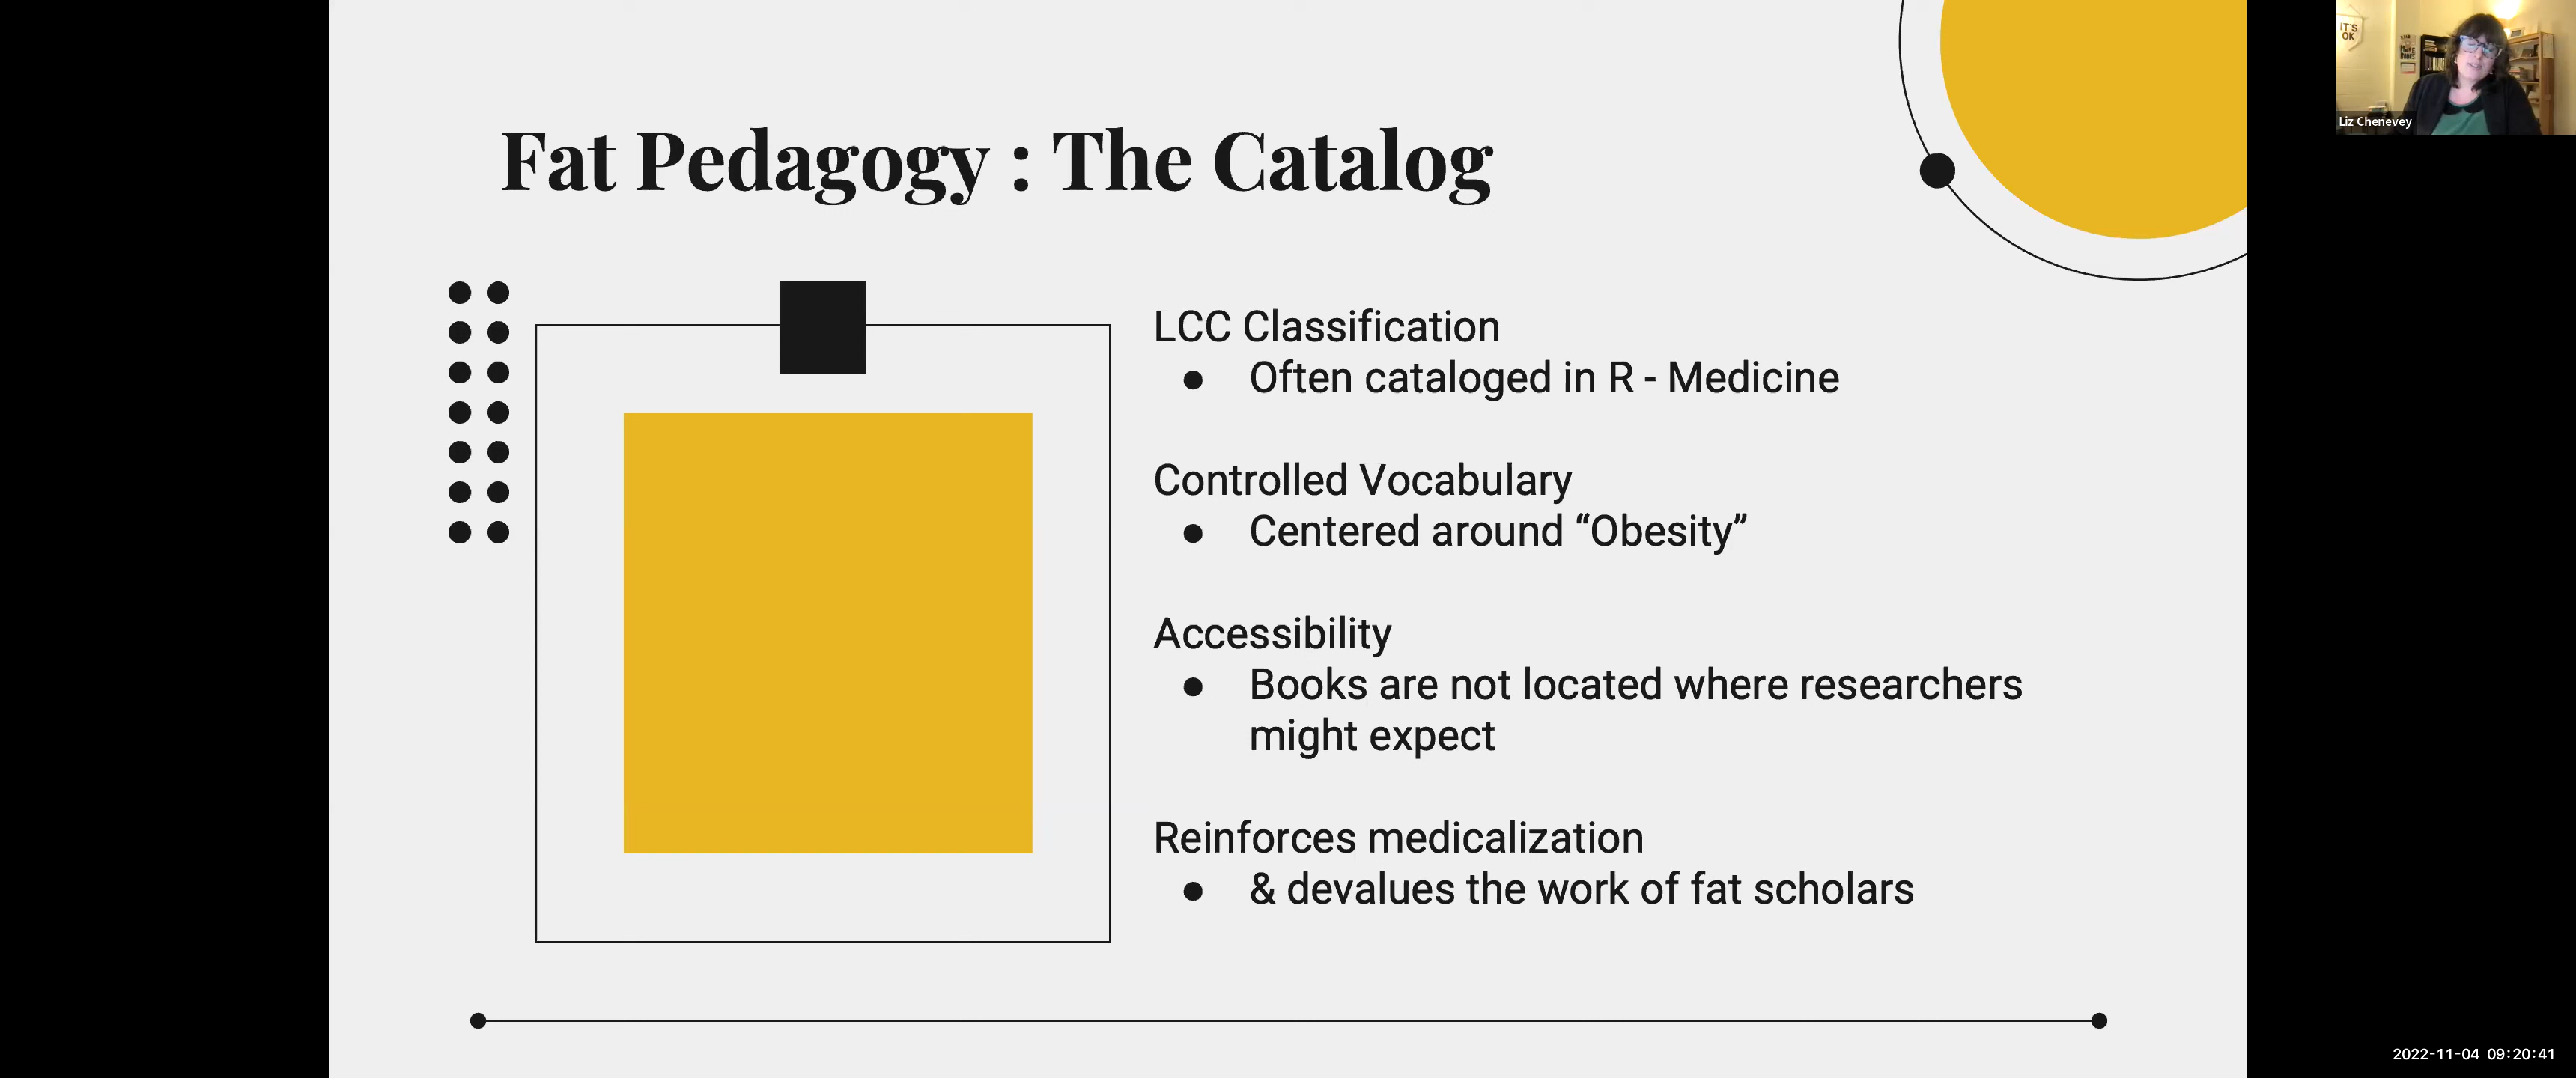 Fat Pedagogy : The Catalog
LCC Classification
● Often cataloged in R - Medicine
Controlled Vocabulary
● Centered around “Obesity”
Accessibility
● Books are not located where researchers
might expect
Reinforces medicalization
● & devalues the work of fat scholars
IT'S
OK
Liz Chenevey
2022-11-04 09:20:41